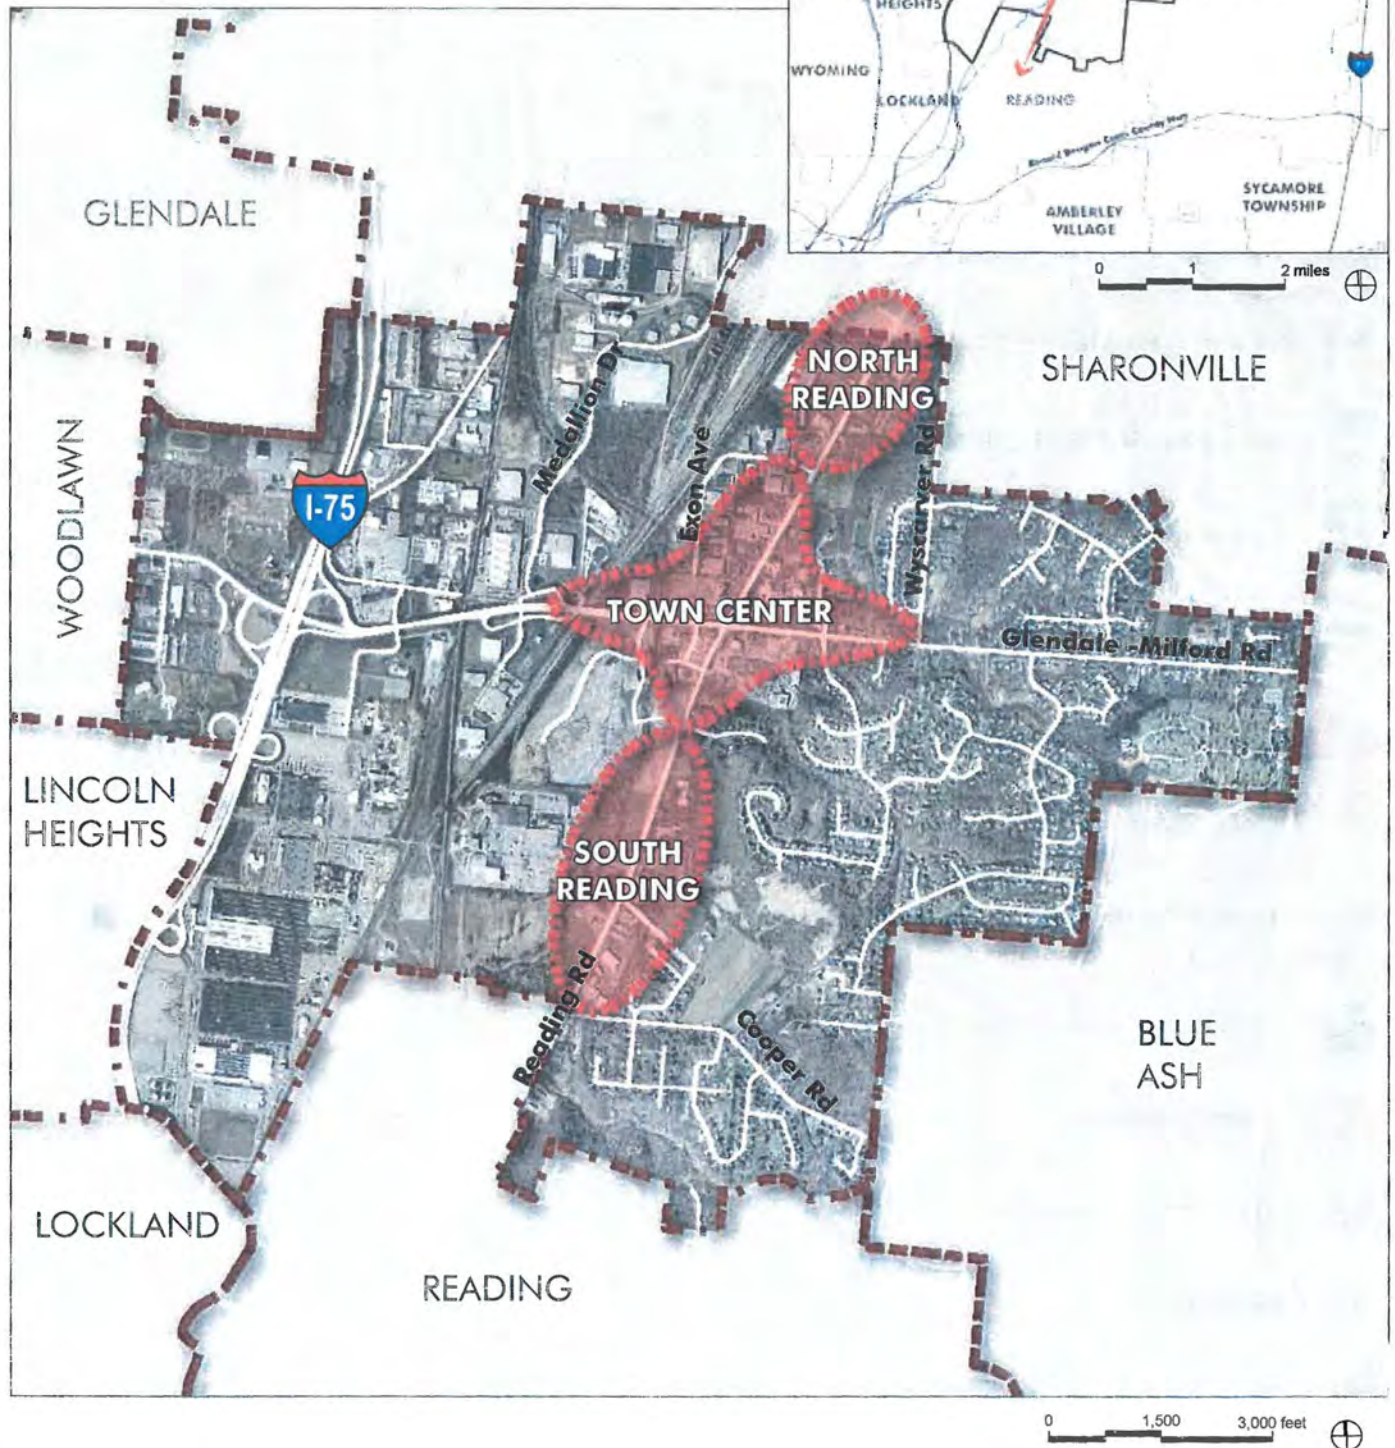 HEIGHTS
WYOMING
LOCKLAND
READING
SYCAMORE
TOWNSHIP
AMBERLEY
VILLAGE
0 1 2 miles
GLENDALE
NORTH
READING
SHARONVILLE
WOODLAWN
I-75
Medallion Dr
Exon Ave
Wyscarver Rd
TOWN CENTER
Glendale -Milford Rd
LINCOLN
HEIGHTS
SOUTH
READING
Reading Rd
Cooper Rd
BLUE
ASH
LOCKLAND
READING
0 1,500 3,000 feet